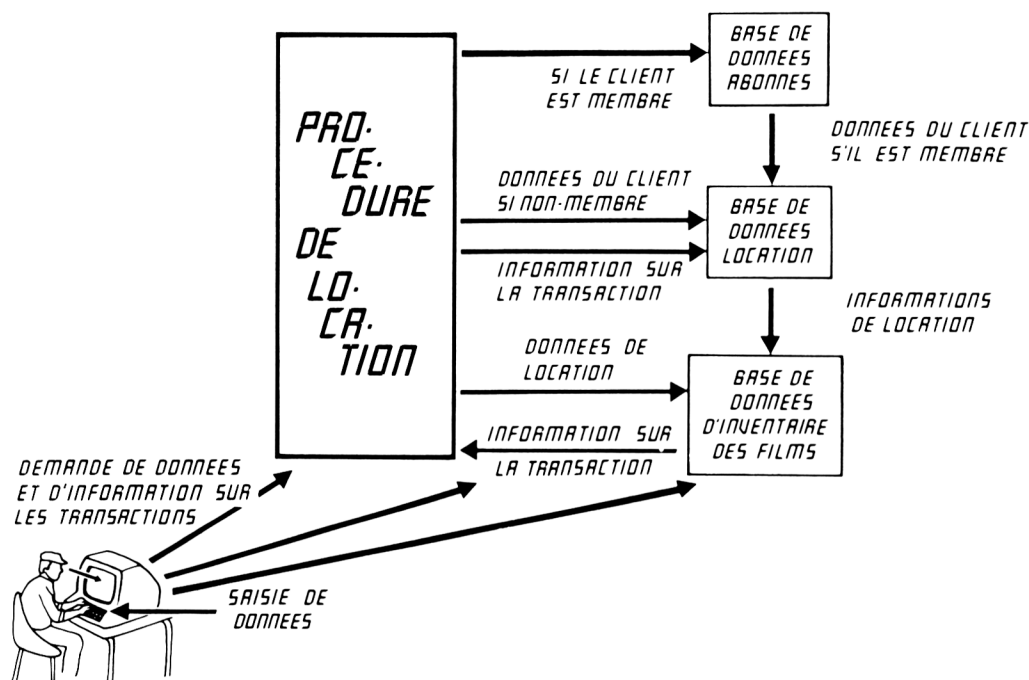 PRO·
CE·
DURE
DE
LO·
CA·
TION
SI LE CLIENT
EST MEMBRE
BASE DE
DONNEES
ABONNES
DONNEES DU CLIENT
S'IL EST MEMBRE
DONNEES DU CLIENT
SI NON-MEMBRE
BASE DE
DONNEES
LOCATION
INFORMATION SUR
LA TRANSACTION
INFORMATIONS
DE LOCATION
DONNEES DE
LOCATION
BASE DE
DONNEES
D'INVENTAIRE
DES FILMS
INFORMATION SUR
LA TRANSACTION
DEMANDE DE DONNEES
ET D'INFORMATION SUR
LES TRANSACTIONS
SAISIE DE
DONNEES